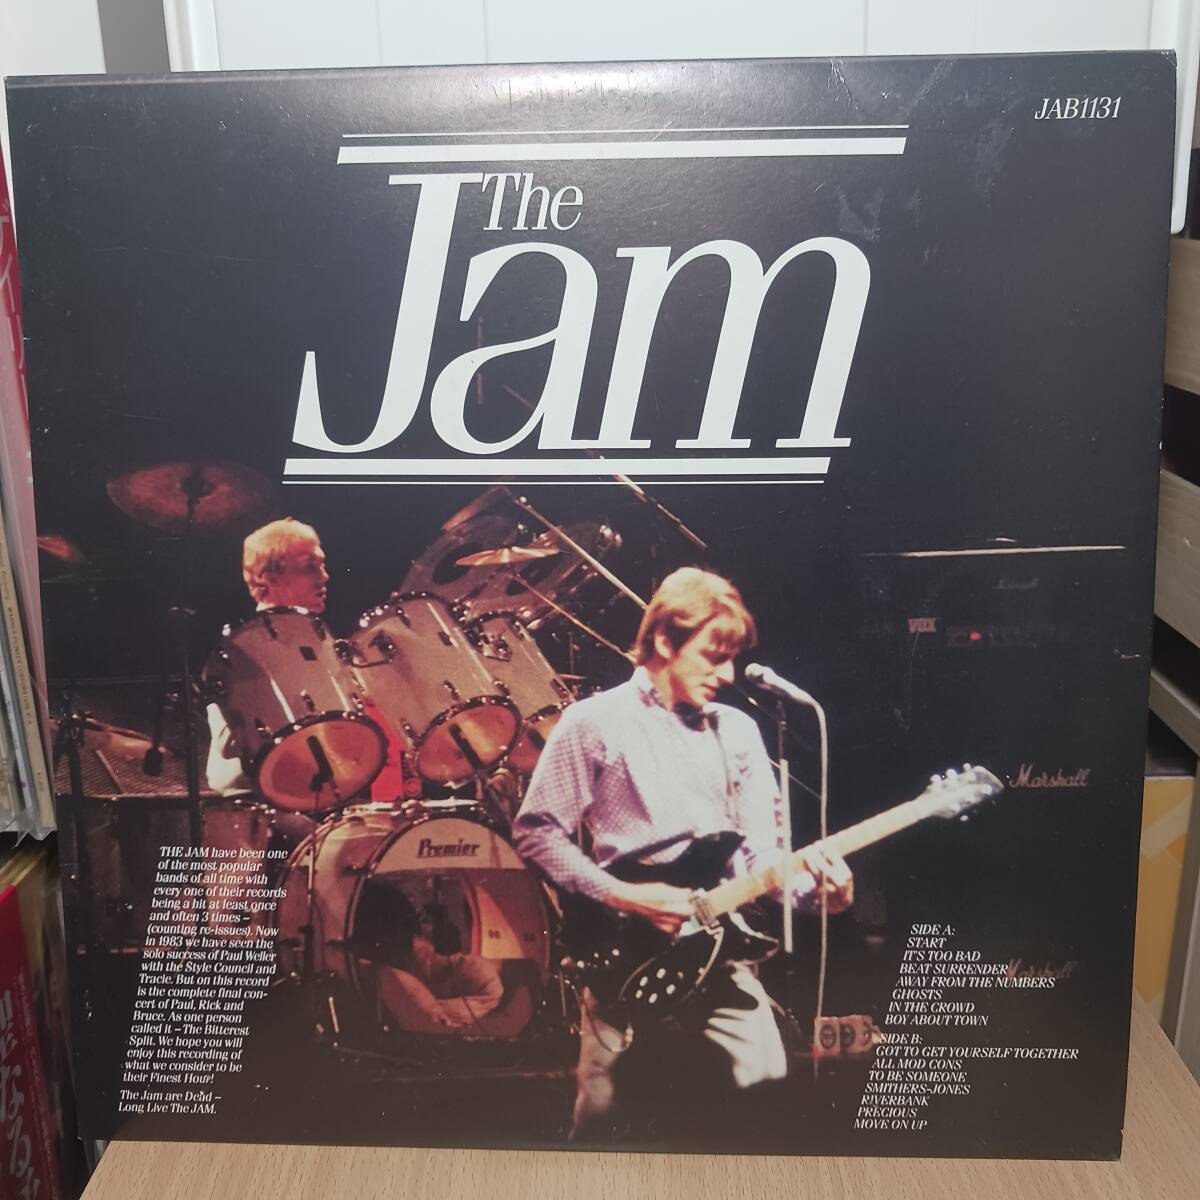 JAB1131
The
Jam
VOX
Marshall
Premier
THE JAM have been one
of the most popular
bands of all time with
every one of their records
being a hit at least once
and often 3 times –
(counting re-issues). Now
in 1983 we have seen the
solo success of Paul Weller
with the Style Council and
Tracie. But on this record
is the complete final con-
cert of Paul, Rick and
Bruce. As one person
called it – The Bitterest
Split. We hope you will
enjoy this recording of
what we consider to be
their Finest Hour!
The Jam are Dead –
Long Live The JAM.
SIDE A:
START
IT'S TOO BAD
BEAT SURRENDER
Marshall
AWAY FROM THE NUMBERS
GHOSTS
IN THE CROWD
BOY ABOUT TOWN
SIDE B:
GOT TO GET YOURSELF TOGETHER
ALL MOD CONS
TO BE SOMEONE
SMITHERS-JONES
RIVERBANK
PRECIOUS
MOVE ON UP